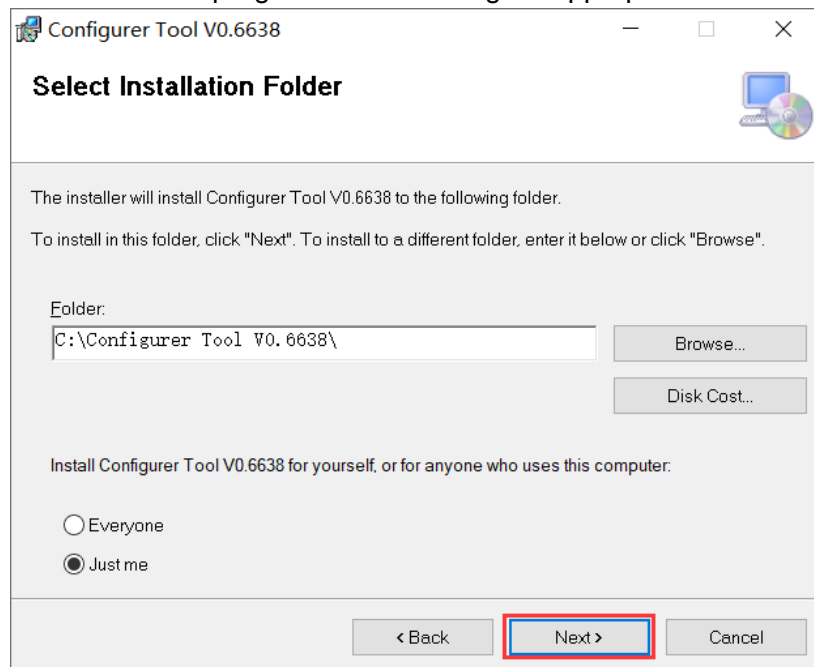 Configurer Tool V0.6638
Select Installation Folder
The installer will install Configurer Tool V0.6638 to the following folder.
To install in this folder, click "Next". To install to a different folder, enter it below or click "Browse".
Folder:
C:\Configurer Tool V0.6638\
Browse...
Disk Cost...
Install Configurer Tool V0.6638 for yourself, or for anyone who uses this computer:
Everyone
Just me
< Back
Next >
Cancel